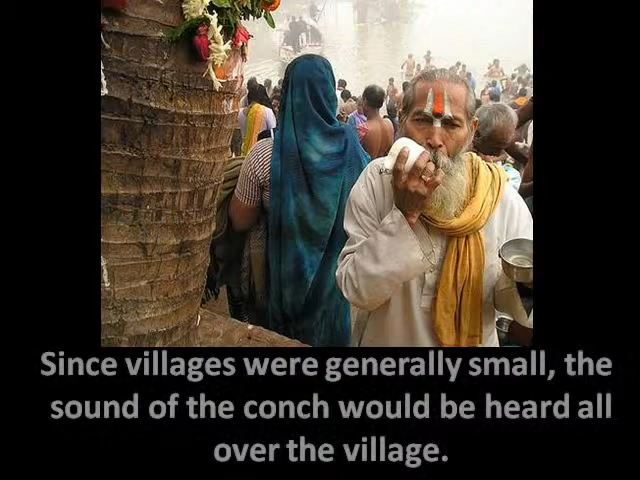 Since villages were generally small, the
sound of the conch would be heard all
over the village.